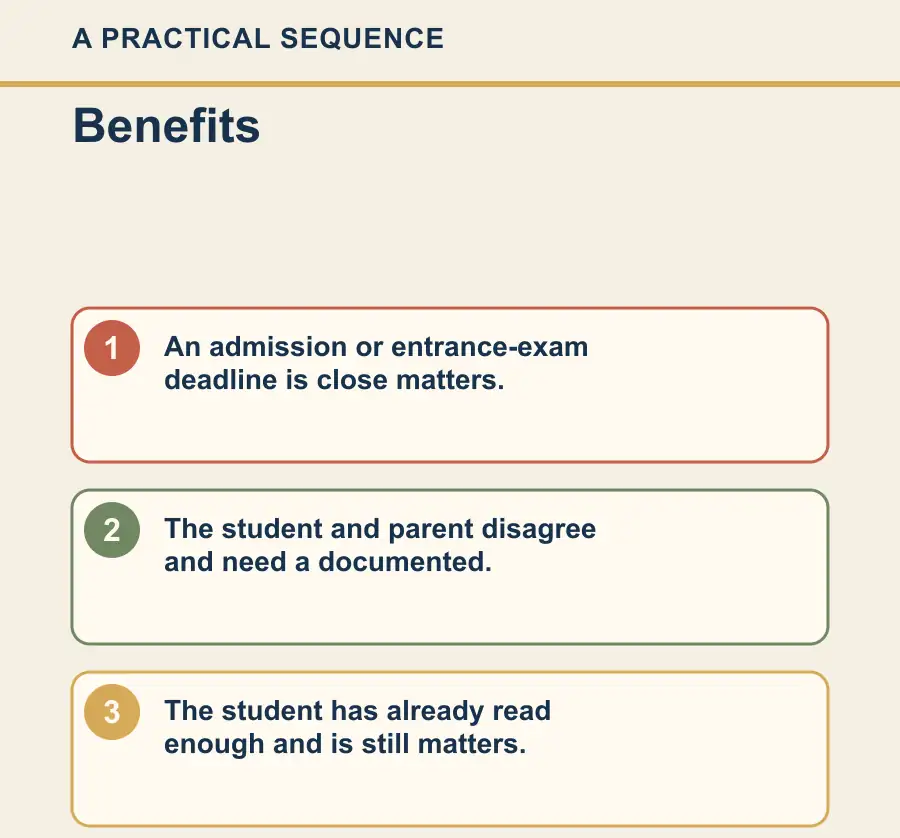 A PRACTICAL SEQUENCE
Benefits
1
An admission or entrance-exam
deadline is close matters.
2
The student and parent disagree
and need a documented.
3
The student has already read
enough and is still matters.